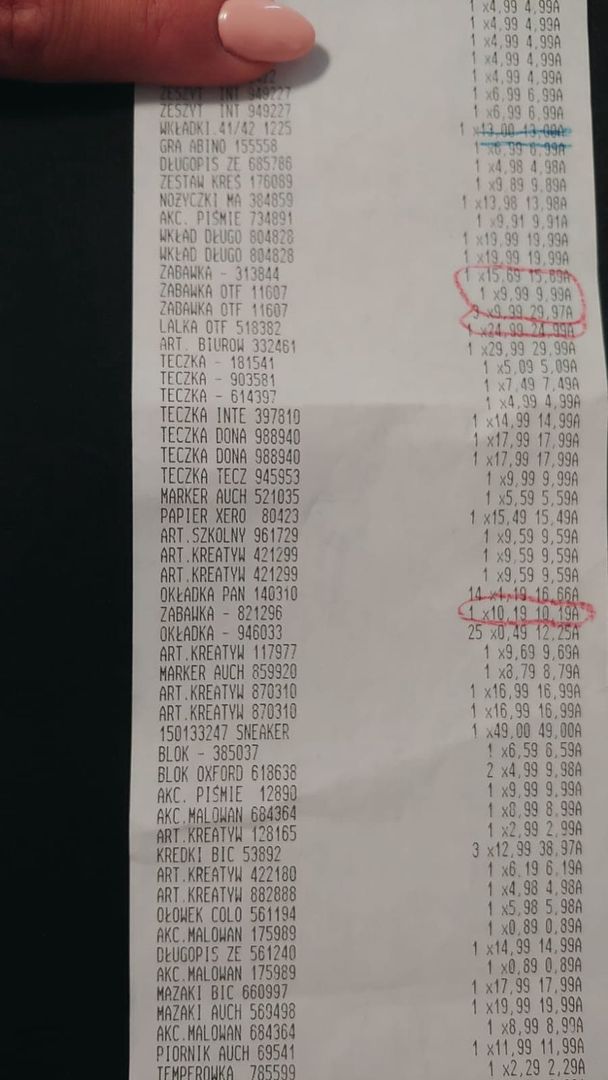 1 x4,99 4,99A
1 x4,99 4,99A
1 x4,99 4,99A
1 x4,99 4,99A
1 x4,99 4,99A
ZESZYT INT 949227 1 x6,99 6,99A
ZESZYT INT 949227 1 x6,99 6,99A
WKŁADKI.41/42 1225 1 x13,00 13,00A
GRA ABINO 155558 1 x6,99 6,99A
DŁUGOPIS ZE 685786 1 x4,98 4,98A
ZESTAW KREŚ 176089 1 x9,89 9,89A
NOŻYCZKI MA 384859 1 x13,98 13,98A
AKC. PIŚMIE 734891 1 x9,91 9,91A
WKŁAD DŁUGO 804828 1 x19,99 19,99A
WKŁAD DŁUGO 804828 1 x19,99 19,99A
ZABAWKA - 313844 1 x15,69 15,69A
ZABAWKA OTF 11607 1 x9,99 9,99A
ZABAWKA OTF 11607 3 x9,99 29,97A
LALKA OTF 518382 1 x24,99 24,99A
ART. BIUROW 332461 1 x29,99 29,99A
TECZKA - 181541 1 x5,09 5,09A
TECZKA - 903581 1 x7,49 7,49A
TECZKA - 614397 1 x4,99 4,99A
TECZKA INTE 397810 1 x14,99 14,99A
TECZKA DONA 988940 1 x17,99 17,99A
TECZKA DONA 988940 1 x17,99 17,99A
TECZKA TECZ 945953 1 x9,99 9,99A
MARKER AUCH 521035 1 x5,59 5,59A
PAPIER XERO 80423 1 x15,49 15,49A
ART.SZKOLNY 961729 1 x9,59 9,59A
ART.KREATYW 421299 1 x9,59 9,59A
ART.KREATYW 421299 1 x9,59 9,59A
OKŁADKA PAN 140310 14 x1,19 16,66A
ZABAWKA - 821296 1 x10,19 10,19A
OKŁADKA - 946033 25 x0,49 12,25A
ART.KREATYW 117977 1 x9,69 9,69A
MARKER AUCH 859920 1 x8,79 8,79A
ART.KREATYW 870310 1 x16,99 16,99A
ART.KREATYW 870310 1 x16,99 16,99A
150133247 SNEAKER 1 x49,00 49,00A
BLOK - 385037 1 x6,59 6,59A
BLOK OXFORD 618638 2 x4,99 9,98A
AKC. PIŚMIE 12890 1 x9,99 9,99A
AKC.MALOWAN 684364 1 x8,99 8,99A
ART.KREATYW 128165 1 x2,99 2,99A
KREDKI BIC 53892 3 x12,99 38,97A
ART.KREATYW 422180 1 x6,19 6,19A
ART.KREATYW 882888 1 x4,98 4,98A
OŁÓWEK COLO 561194 1 x5,98 5,98A
AKC.MALOWAN 175989 1 x0,89 0,89A
DŁUGOPIS ZE 561240 1 x14,99 14,99A
AKC.MALOWAN 175989 1 x0,89 0,89A
MAZAKI BIC 660997 1 x17,99 17,99A
MAZAKI AUCH 569498 1 x19,99 19,99A
AKC.MALOWAN 684364 1 x8,99 8,99A
PIÓRNIK AUCH 69541 1 x11,99 11,99A
TEMPERÓWKA 785599 1 x2,29 2,29A